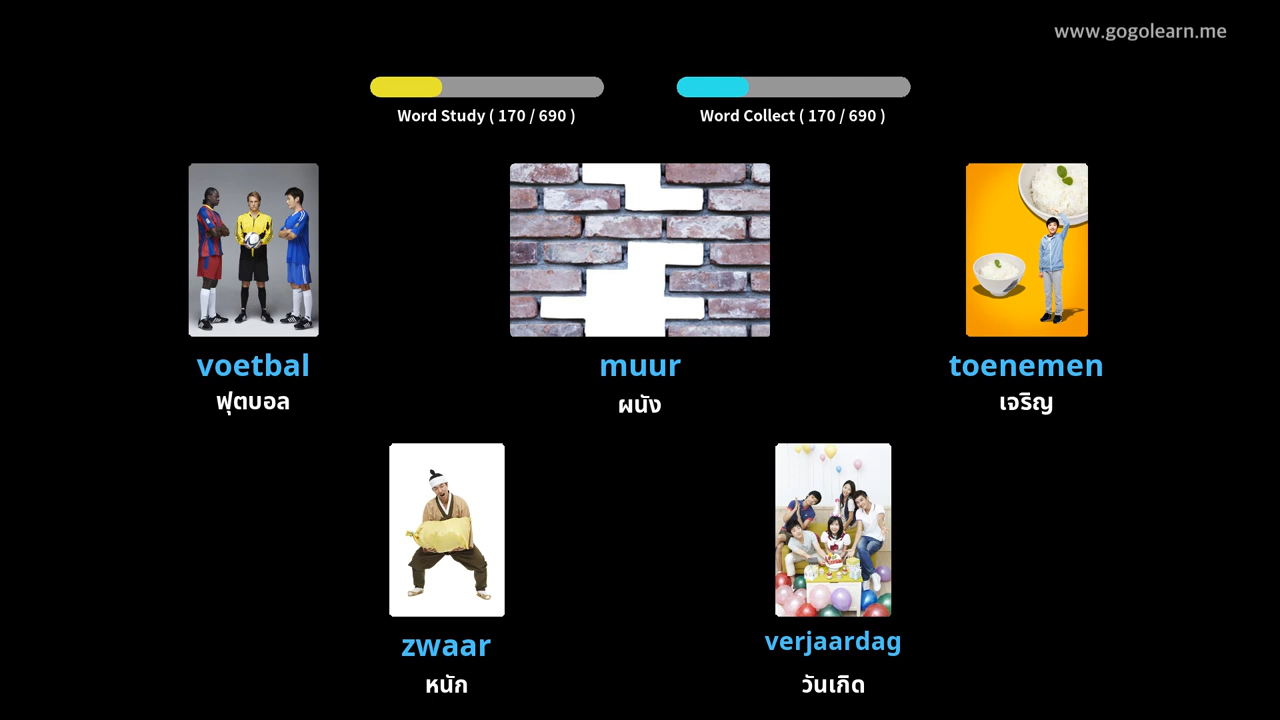 www.gogolearn.me
Word Study ( 170 / 690 )
Word Collect ( 170 / 690 )
voetbal
ฟุตบอล
muur
ผนัง
toenemen
เจริญ
zwaar
หนัก
verjaardag
วันเกิด